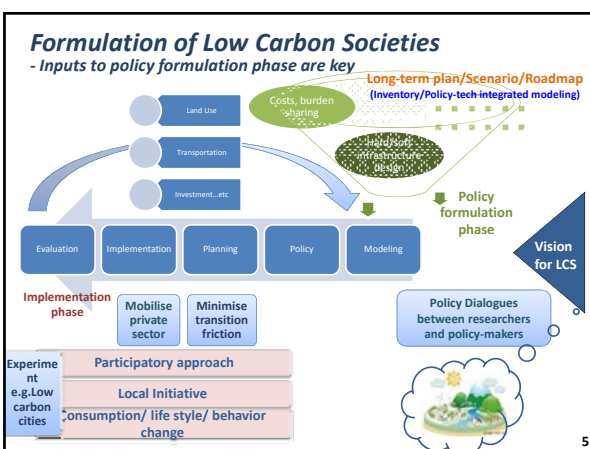 Formulation of Low Carbon Societies
- Inputs to policy formulation phase are key
Long-term plan/Scenario/Roadmap
(Inventory/Policy-tech integrated modeling)
Costs, burden
sharing
Land Use
Transportation
Investment...etc
Hard/Soft
infrastructure
design
Policy
formulation
phase
Evaluation
Implementation
Planning
Policy
Modeling
Vision
for LCS
Implementation
phase
Mobilise
private
sector
Minimise
transition
friction
Policy Dialogues
between researchers
and policy-makers
Experime
nt
e.g.Low
carbon
cities
Participatory approach
Local Initiative
Consumption/ life style/ behavior
change
5